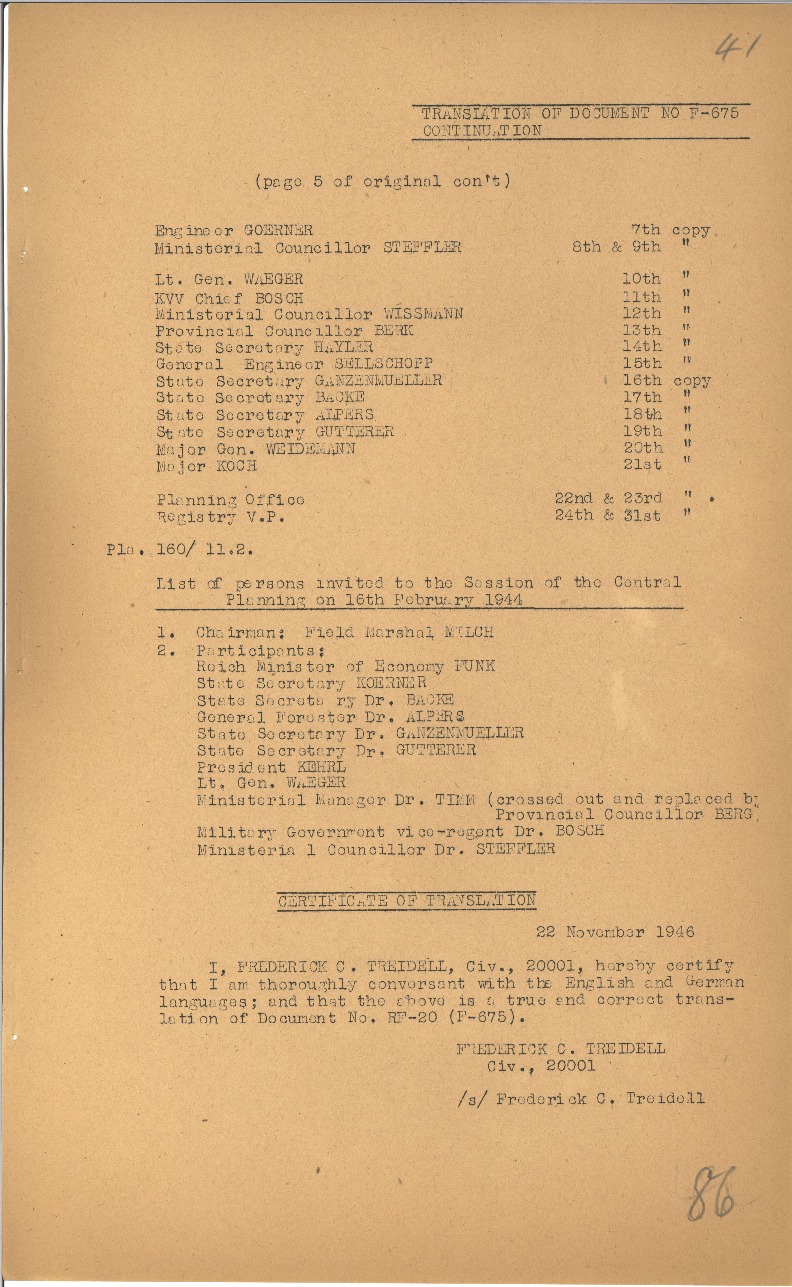 41
TRANSLATION OF DOCUMENT NO F-675
CONTINUATION
(page 5 of original con't)
Engineer GOERNER 7th copy
Ministerial Councillor STEFFLER 8th & 9th "
Lt. Gen. WAEGER 10th "
KVV Chief BOSCH 11th "
Ministerial Councillor WISSMANN 12th "
Provincial Councillor BERK 13th "
State Secretary HAYLER 14th "
General Engineer SELLSCHOPP 15th "
State Secretary GANZENMUELLER 16th copy
State Secretary BACKE 17th "
State Secretary ALPERS 18th "
State Secretary GUTTERER 19th "
Major Gen. WEIDEMANN 20th "
Major KOCH 21st "
Planning Office 22nd & 23rd "
Registry V.P. 24th & 31st "
Pla. 160/ 11.2.
List of persons invited to the Session of the Central
Planning on 16th February 1944
1. Chairman: Field Marshal MILCH
2. Participants:
Reich Minister of Economy FUNK
State Secretary KOERNER
State Secreta ry Dr. BACKE
General Forester Dr. ALPERS
State Secretary Dr. GANZENMUELLER
State Secretary Dr. GUTTERER
President KEHRL
Lt. Gen. WAEGER
Ministerial Manager Dr. TIMM (crossed out and replaced by
Provincial Councillor BERG,
Military Government vice-regent Dr. BOSCH
Ministeria l Councillor Dr. STEFFLER
CERTIFICATE OF TRANSLATION
22 November 1946
I, FREDERICK C. TREIDELL, Civ., 20001, hereby certify
that I am thoroughly conversant with the English and German
languages; and that the above is a true and correct trans-
lation of Document No. RF-20 (F-675).
FREDERICK C. TREIDELL
Civ., 20001
/s/ Frederick C. Treidell
86